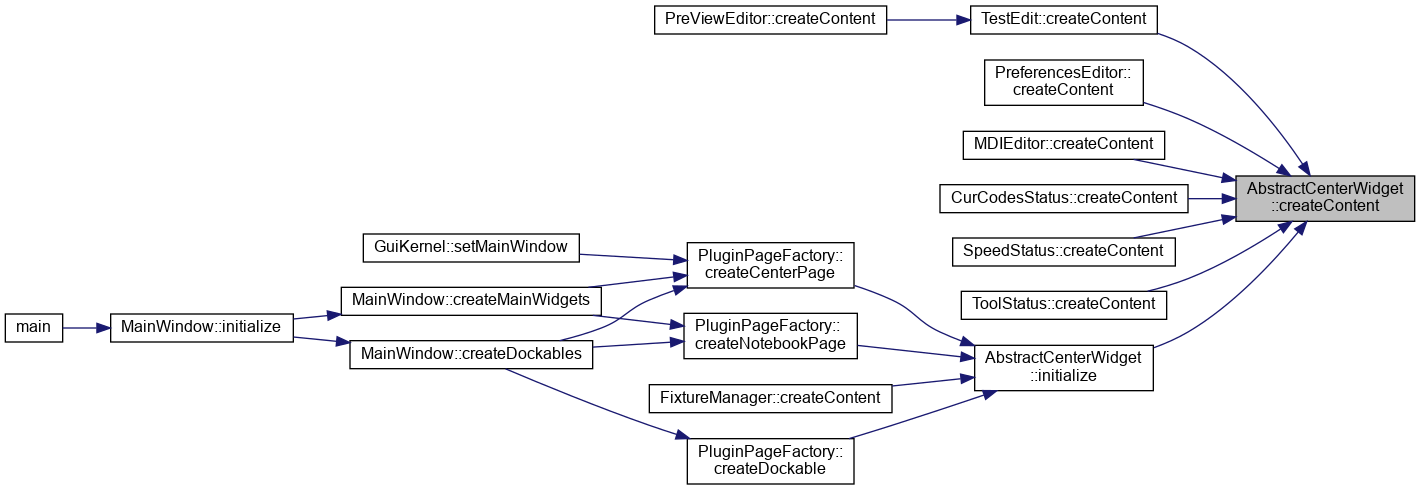 PreViewEditor::createContent
TestEdit::createContent
PreferencesEditor::
createContent
MDIEditor::createContent
AbstractCenterWidget
::createContent
CurCodesStatus::createContent
SpeedStatus::createContent
GuiKernel::setMainWindow
PluginPageFactory::
createCenterPage
MainWindow::createMainWidgets
ToolStatus::createContent
main
MainWindow::initialize
PluginPageFactory::
createNotebookPage
MainWindow::createDockables
AbstractCenterWidget
::initialize
FixtureManager::createContent
PluginPageFactory::
createDockable